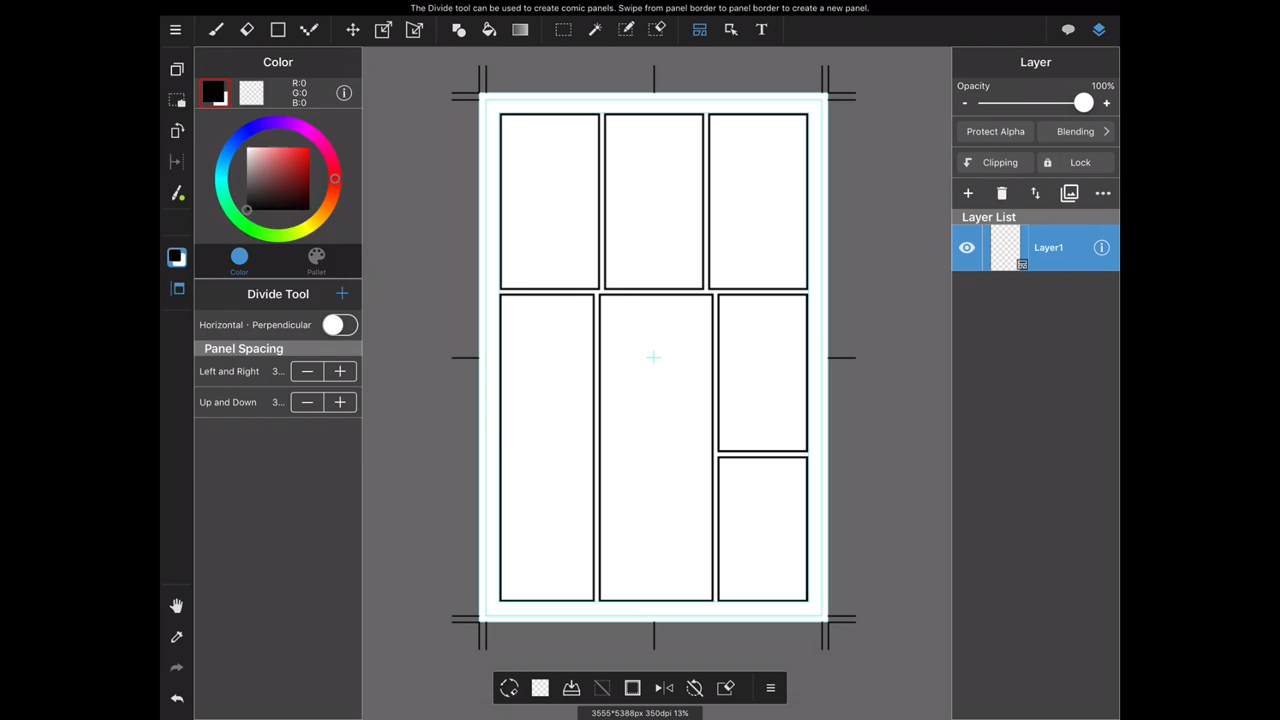 The Divide tool can be used to create comic panels. Swipe from panel border to panel border to create a new panel.
T
Color
R:0
G:0
B:0
Color
Pallet
Divide Tool
Horizontal · Perpendicular
Panel Spacing
Left and Right 3...
Up and Down 3...
Layer
Opacity 100%
Protect Alpha Blending
Clipping Lock
Layer List
Layer1
3555*5388px 350dpi 13%